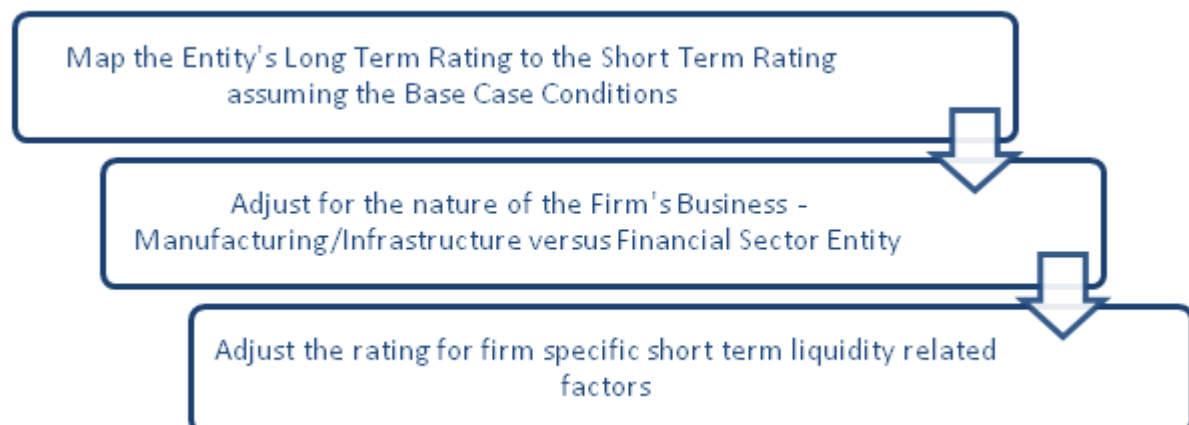 Map the Entity's Long Term Rating to the Short Term Rating
assuming the Base Case Conditions
Adjust for the nature of the Firm's Business -
Manufacturing/Infrastructure versus Financial Sector Entity
Adjust the rating for firm specific short term liquidity related
factors